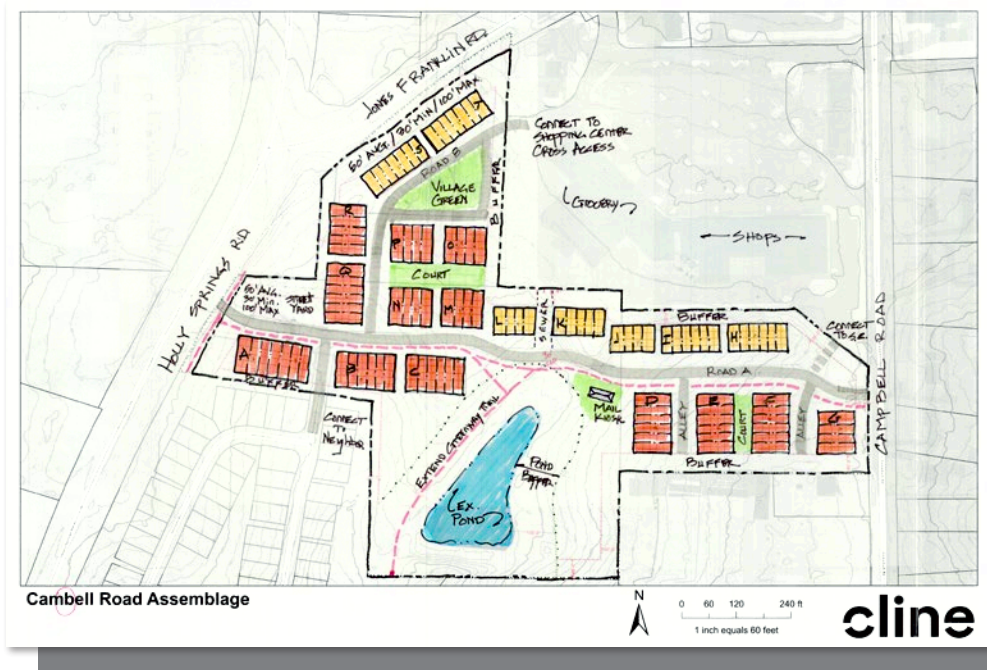 JONES FRANKLIN RD.
50' AVG. / 30' MIN / 100' MAX
T
S
ROAD B
CONNECT TO
SHOPPING CENTER
CROSS ACCESS
VILLAGE
GREEN
BUFFER
GROCERY
SHOPS
R
Q
P
O
COURT
N
M
HOLLY SPRINGS RD
50' AVG.
30' MIN.
100' MAX
STREET
YARD
L
SEWER
K
J
BUFFER
I
H
CONNECT
TO S.C.
CAMPBELL ROAD
ROAD A
A
BUFFER
B
C
CONNECT
TO
NEIGHBOR
EXTEND GREENWAY TRAIL
MAIL
KIOSK
D
ALLEY
E
COURT
F
ALLEY
G
BUFFER
POND
BUFFER
EX.
POND
Cambell Road Assemblage
N
0 60 120 240 ft
1 inch equals 60 feet
cline